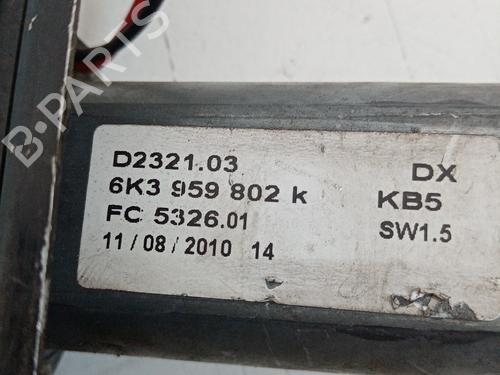 D2321.03 DX
6K3 959 802 k KB5
FC 5326.01 SW1.5
11/08/2010 14
B-PARTS